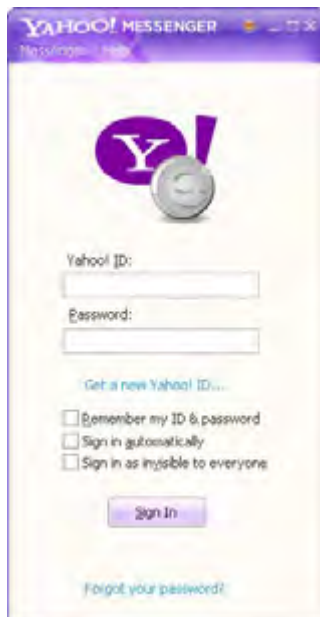 YAHOO! MESSENGER
Messenger Help
Y!
Yahoo! ID:
Password:
Get a new Yahoo! ID...
Remember my ID & password
Sign in automatically
Sign in as invisible to everyone
Sign In
Forgot your password?